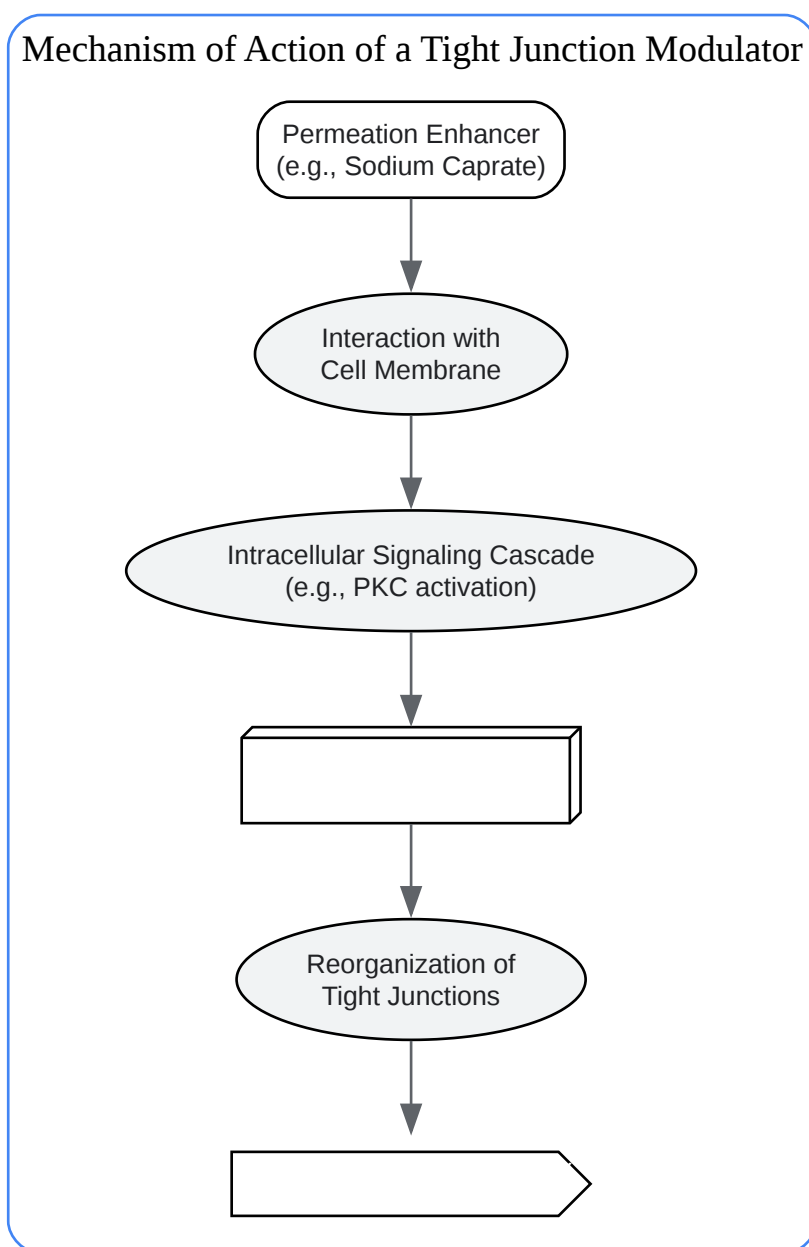 Mechanism of Action of a Tight Junction Modulator
Permeation Enhancer
(e.g., Sodium Caprate)
Interaction with
Cell Membrane
Intracellular Signaling Cascade
(e.g., PKC activation)
Reorganization of
Tight Junctions